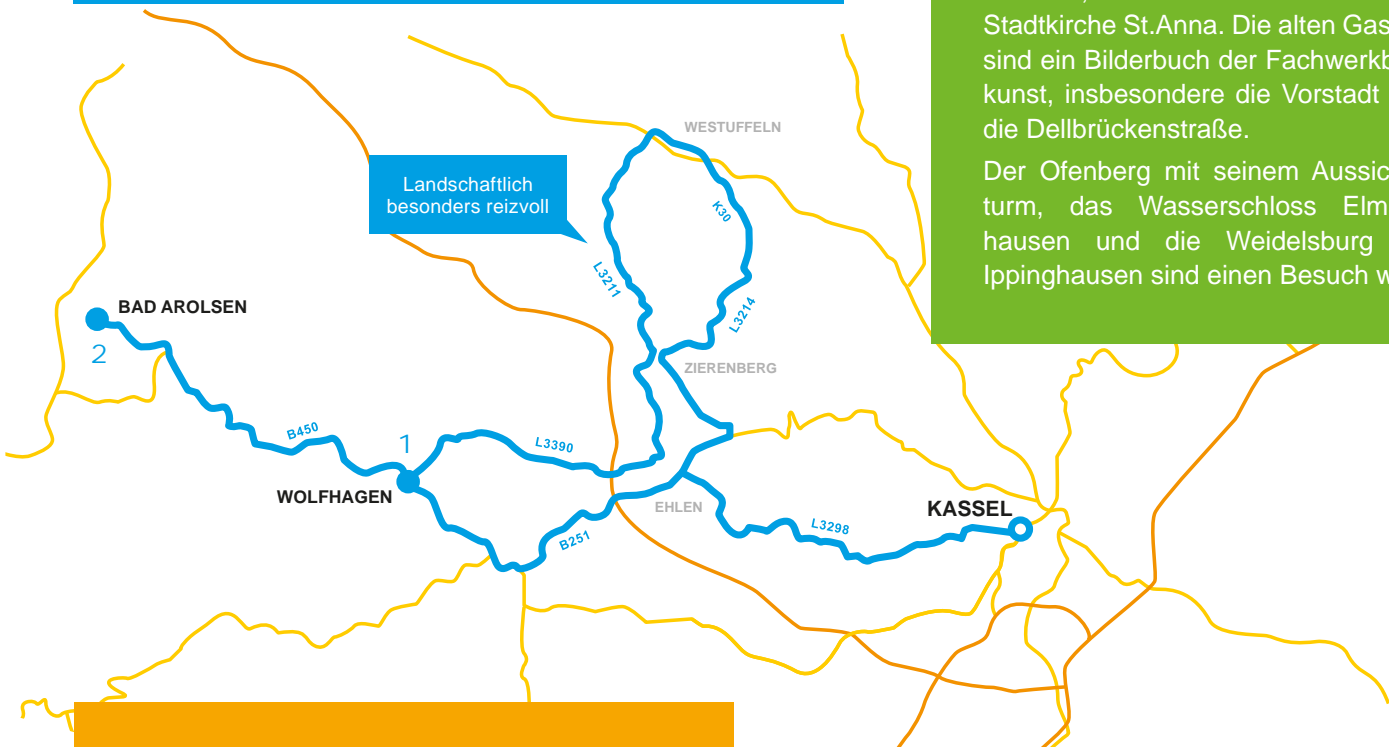 Stadtkirche St.Anna. Die alten Gas
sind ein Bilderbuch der Fachwerkb
kunst, insbesondere die Vorstadt
die Dellbrückenstraße.
Der Ofenberg mit seinem Aussic
turm, das Wasserschloss Elm
hausen und die Weidelsburg
Ippinghausen sind einen Besuch w
WESTUFFELN
Landschaftlich
besonders reizvoll
K30
L3211
L3214
BAD AROLSEN
2
ZIERENBERG
B450
1
L3390
WOLFHAGEN
EHLEN
KASSEL
L3298
B251